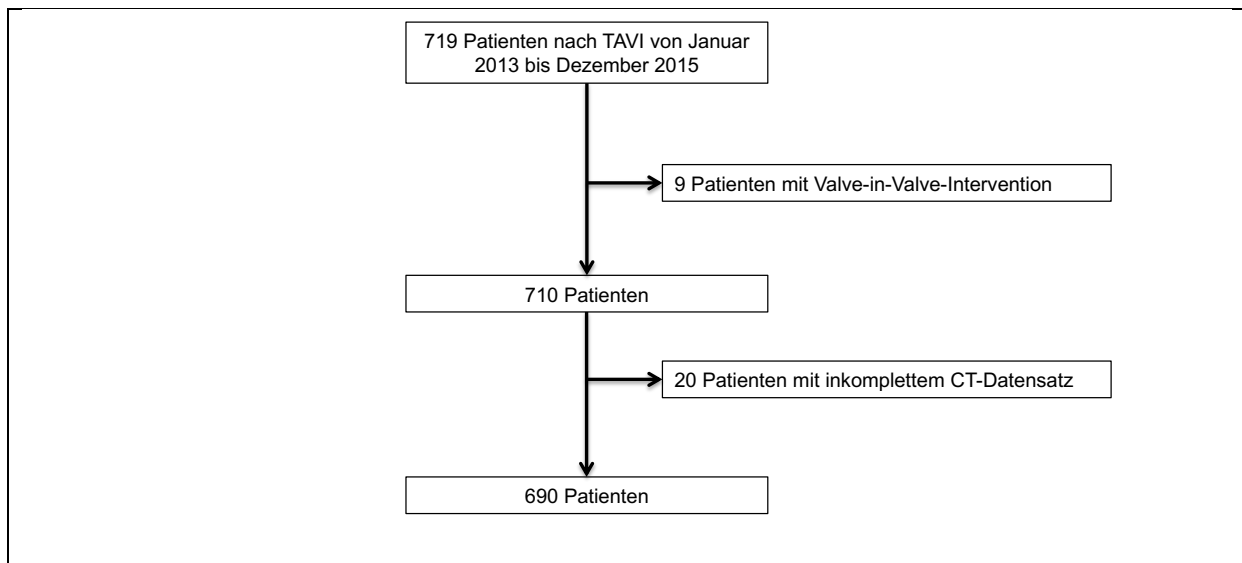 719 Patienten nach TAVI von Januar
2013 bis Dezember 2015
9 Patienten mit Valve-in-Valve-Intervention
710 Patienten
20 Patienten mit inkomplettem CT-Datensatz
690 Patienten